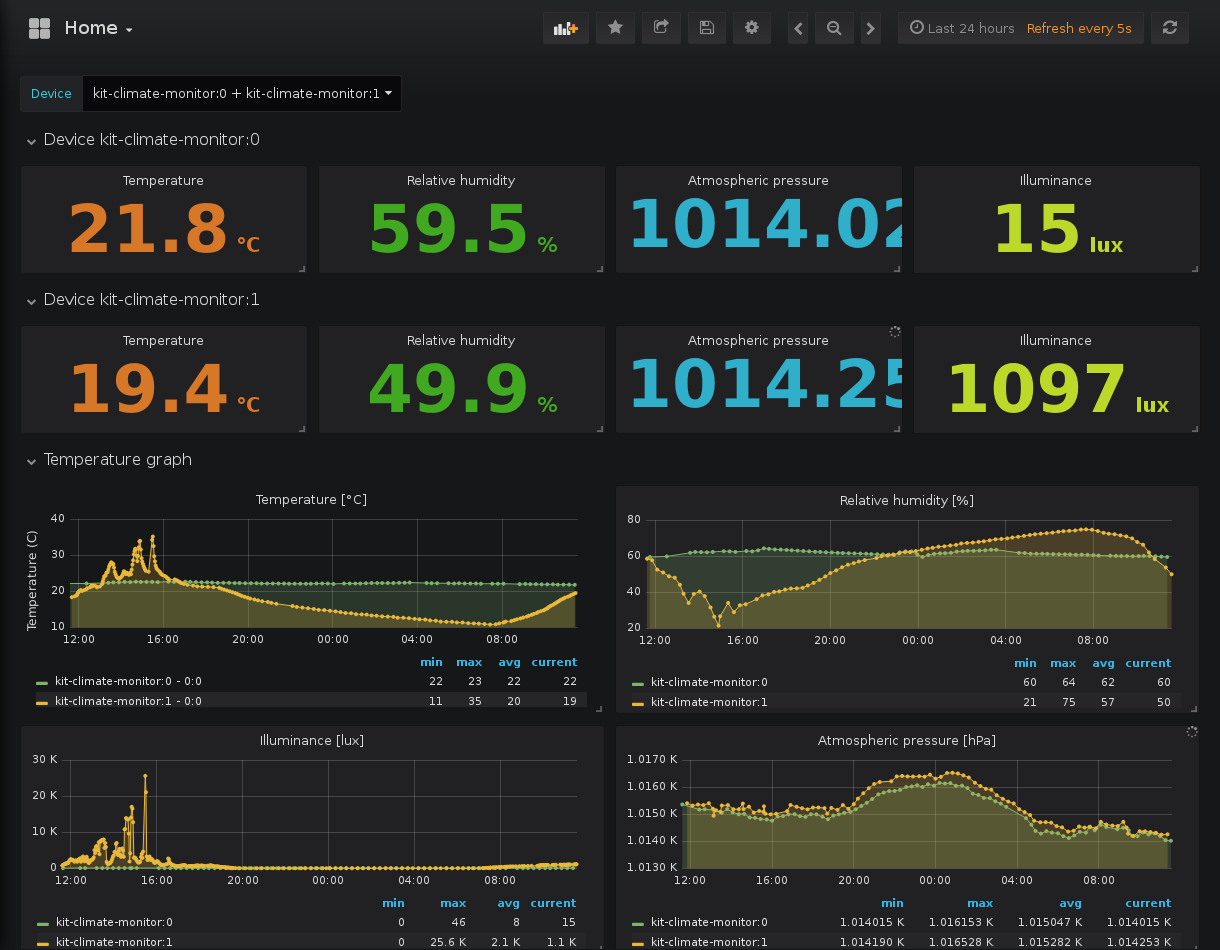 Home
Last 24 hours Refresh every 5s
Device kit-climate-monitor:0 + kit-climate-monitor:1
Device kit-climate-monitor:0
Temperature Relative humidity Atmospheric pressure Illuminance
21.8 °C 59.5 % 1014.02 15 lux
Device kit-climate-monitor:1
Temperature Relative humidity Atmospheric pressure Illuminance
19.4 °C 49.9 % 1014.25 1097 lux
Temperature graph
Temperature [°C]
Temperature (C)
40
30
20
10
12:00 16:00 20:00 00:00 04:00 08:00
min max avg current
kit-climate-monitor:0 - 0:0 22 23 22 22
kit-climate-monitor:1 - 0:0 11 35 20 19
Relative humidity [%]
80
60
40
20
12:00 16:00 20:00 00:00 04:00 08:00
min max avg current
kit-climate-monitor:0 60 64 62 60
kit-climate-monitor:1 21 75 57 50
Illuminance [lux]
30 K
20 K
10 K
0
12:00 16:00 20:00 00:00 04:00 08:00
min max avg current
kit-climate-monitor:0 0 46 8 15
kit-climate-monitor:1 0 25.6 K 2.1 K 1.1 K
Atmospheric pressure [hPa]
1.0170 K
1.0160 K
1.0150 K
1.0140 K
1.0130 K
12:00 16:00 20:00 00:00 04:00 08:00
min max avg current
kit-climate-monitor:0 1.014015 K 1.016153 K 1.015047 K 1.014015 K
kit-climate-monitor:1 1.014190 K 1.016528 K 1.015282 K 1.014253 K